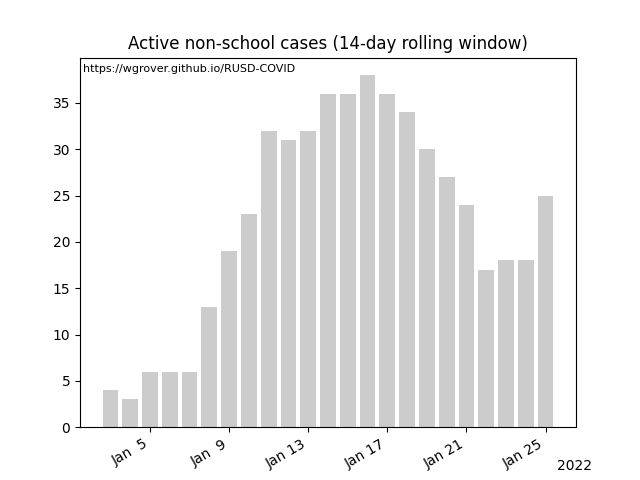 Active non-school cases (14-day rolling window)
https://wgrover.github.io/RUSD-COVID
35
30
25
20
15
10
5
0
Jan 5
Jan 9
Jan 13
Jan 17
Jan 21
Jan 25
2022